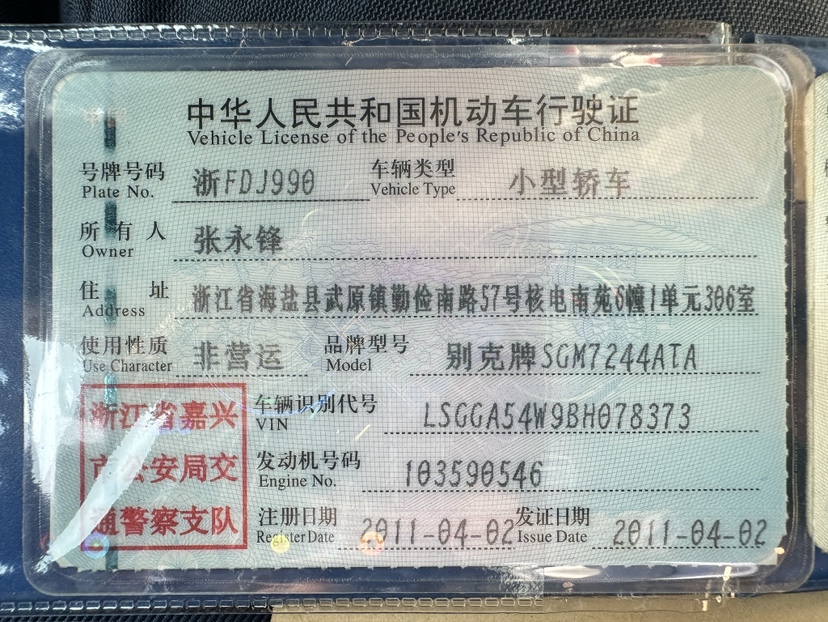 中华人民共和国机动车行驶证
Vehicle License of the People's Republic of China
号牌号码 浙FDJ990 车辆类型 小型轿车
Plate No. Vehicle Type
所有人 张永锋
Owner
住址 浙江省海盐县武原镇勤俭南路57号核电南苑6幢1单元306室
Address
使用性质 非营运 品牌型号 别克牌SGM7244ATA
Use Character Model
浙江省嘉兴 车辆识别代号 LSGGA54W9BH078373
VIN
市公安局交 发动机号码 103590546
Engine No.
通警察支队 注册日期 2011-04-02 发证日期 2011-04-02
Register Date Issue Date